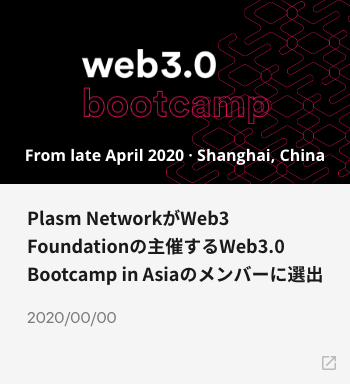 web3.0
bootcamp
From late April 2020 · Shanghai, China
Plasm NetworkがWeb3
Foundationの主催するWeb3.0
Bootcamp in Asiaのメンバーに選出
2020/00/00